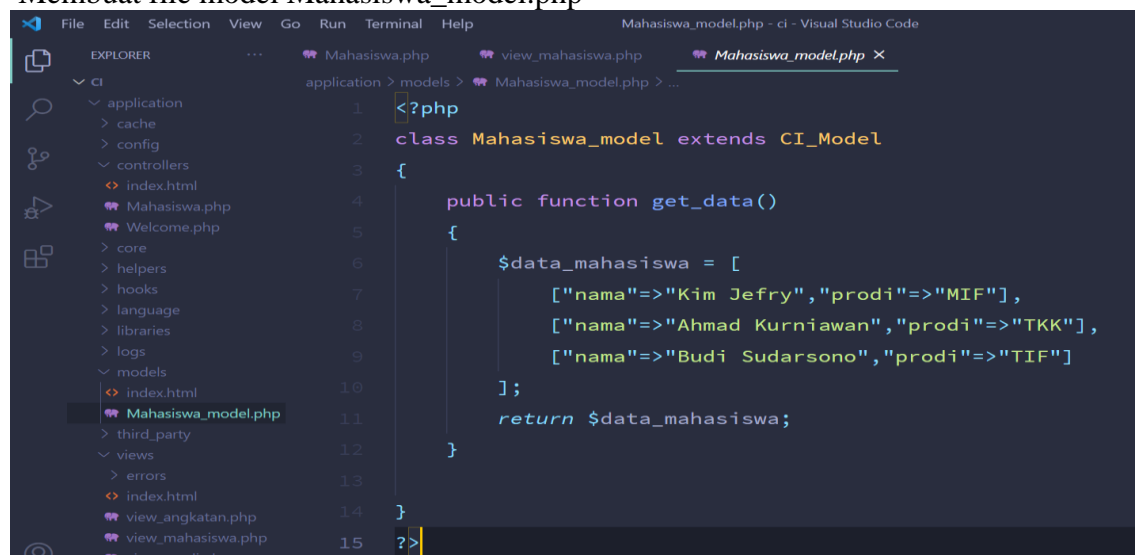 Membuat file model Mahasiswa_model.php
File Edit Selection View Go Run Terminal Help
Mahasiswa_model.php - ci - Visual Studio Code
EXPLORER ...
CI
application
> cache
> config
controllers
<> index.html
Mahasiswa.php
Welcome.php
> core
> helpers
> hooks
> language
> libraries
> logs
models
<> index.html
Mahasiswa_model.php
> third_party
views
> errors
<> index.html
view_angkatan.php
view_mahasiswa.php
Mahasiswa.php view_mahasiswa.php Mahasiswa_model.php ×
application > models > Mahasiswa_model.php > ...
1 <?php
2 class Mahasiswa_model extends CI_Model
3 {
4 public function get_data()
5 {
6 $data_mahasiswa = [
7 ["nama"=>"Kim Jefry","prodi"=>"MIF"],
8 ["nama"=>"Ahmad Kurniawan","prodi"=>"TKK"],
9 ["nama"=>"Budi Sudarsono","prodi"=>"TIF"]
10 ];
11 return $data_mahasiswa;
12 }
13
14 }
15 ?>